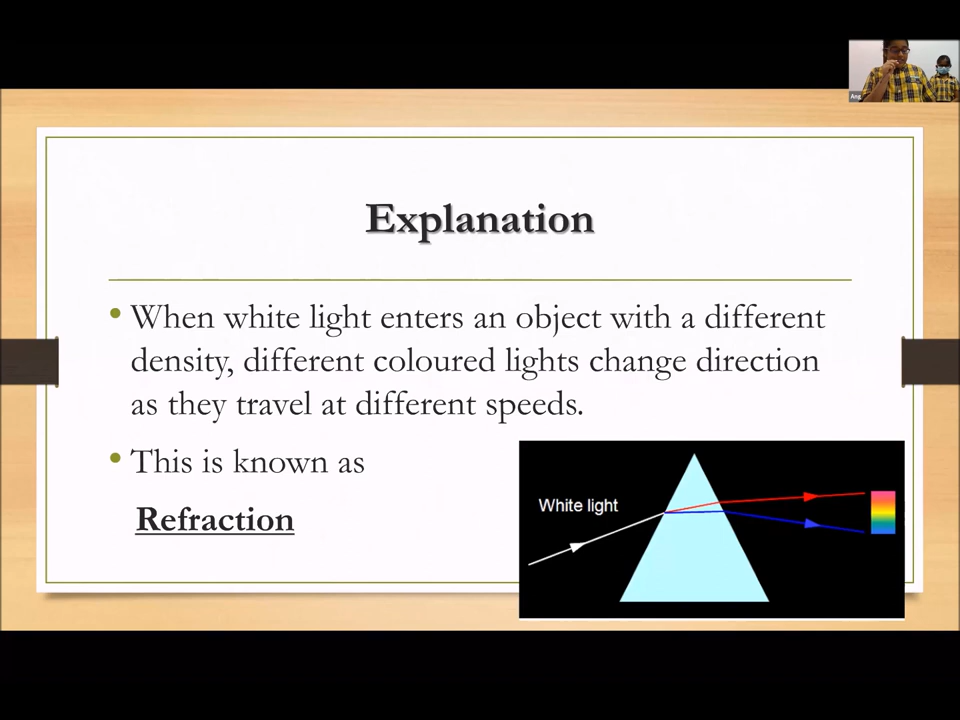 Explanation
• When white light enters an object with a different
density, different coloured lights change direction
as they travel at different speeds.
• This is known as
Refraction
White light